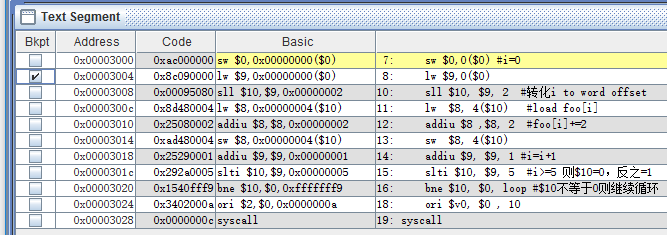 Text Segment
Bkpt Address Code Basic
0x00003000 0xac000000 sw $0,0x00000000($0) 7: sw $0,0($0) #i=0
0x00003004 0x8c090000 lw $9,0x00000000($0) 8: lw $9,0($0)
0x00003008 0x00095080 sll $10,$9,0x00000002 10: sll $10, $9, 2 #转化i to word offset
0x0000300c 0x8d480004 lw $8,0x00000004($10) 11: lw $8, 4($10) #load foo[i]
0x00003010 0x25080002 addiu $8,$8,0x00000002 12: addiu $8 ,$8, 2 #foo[i]+=2
0x00003014 0xad480004 sw $8,0x00000004($10) 13: sw $8, 4($10)
0x00003018 0x25290001 addiu $9,$9,0x00000001 14: addiu $9, $9, 1 #i=i+1
0x0000301c 0x292a0005 slti $10,$9,0x00000005 15: slti $10, $9, 5 #i>=5 则$10=0，反之=1
0x00003020 0x1540fff9 bne $10,$0,0xfffffff9 16: bne $10, $0, loop #$10不等于0则继续循环
0x00003024 0x3402000a ori $2,$0,0x0000000a 18: ori $v0, $0 , 10
0x00003028 0x0000000c syscall 19: syscall